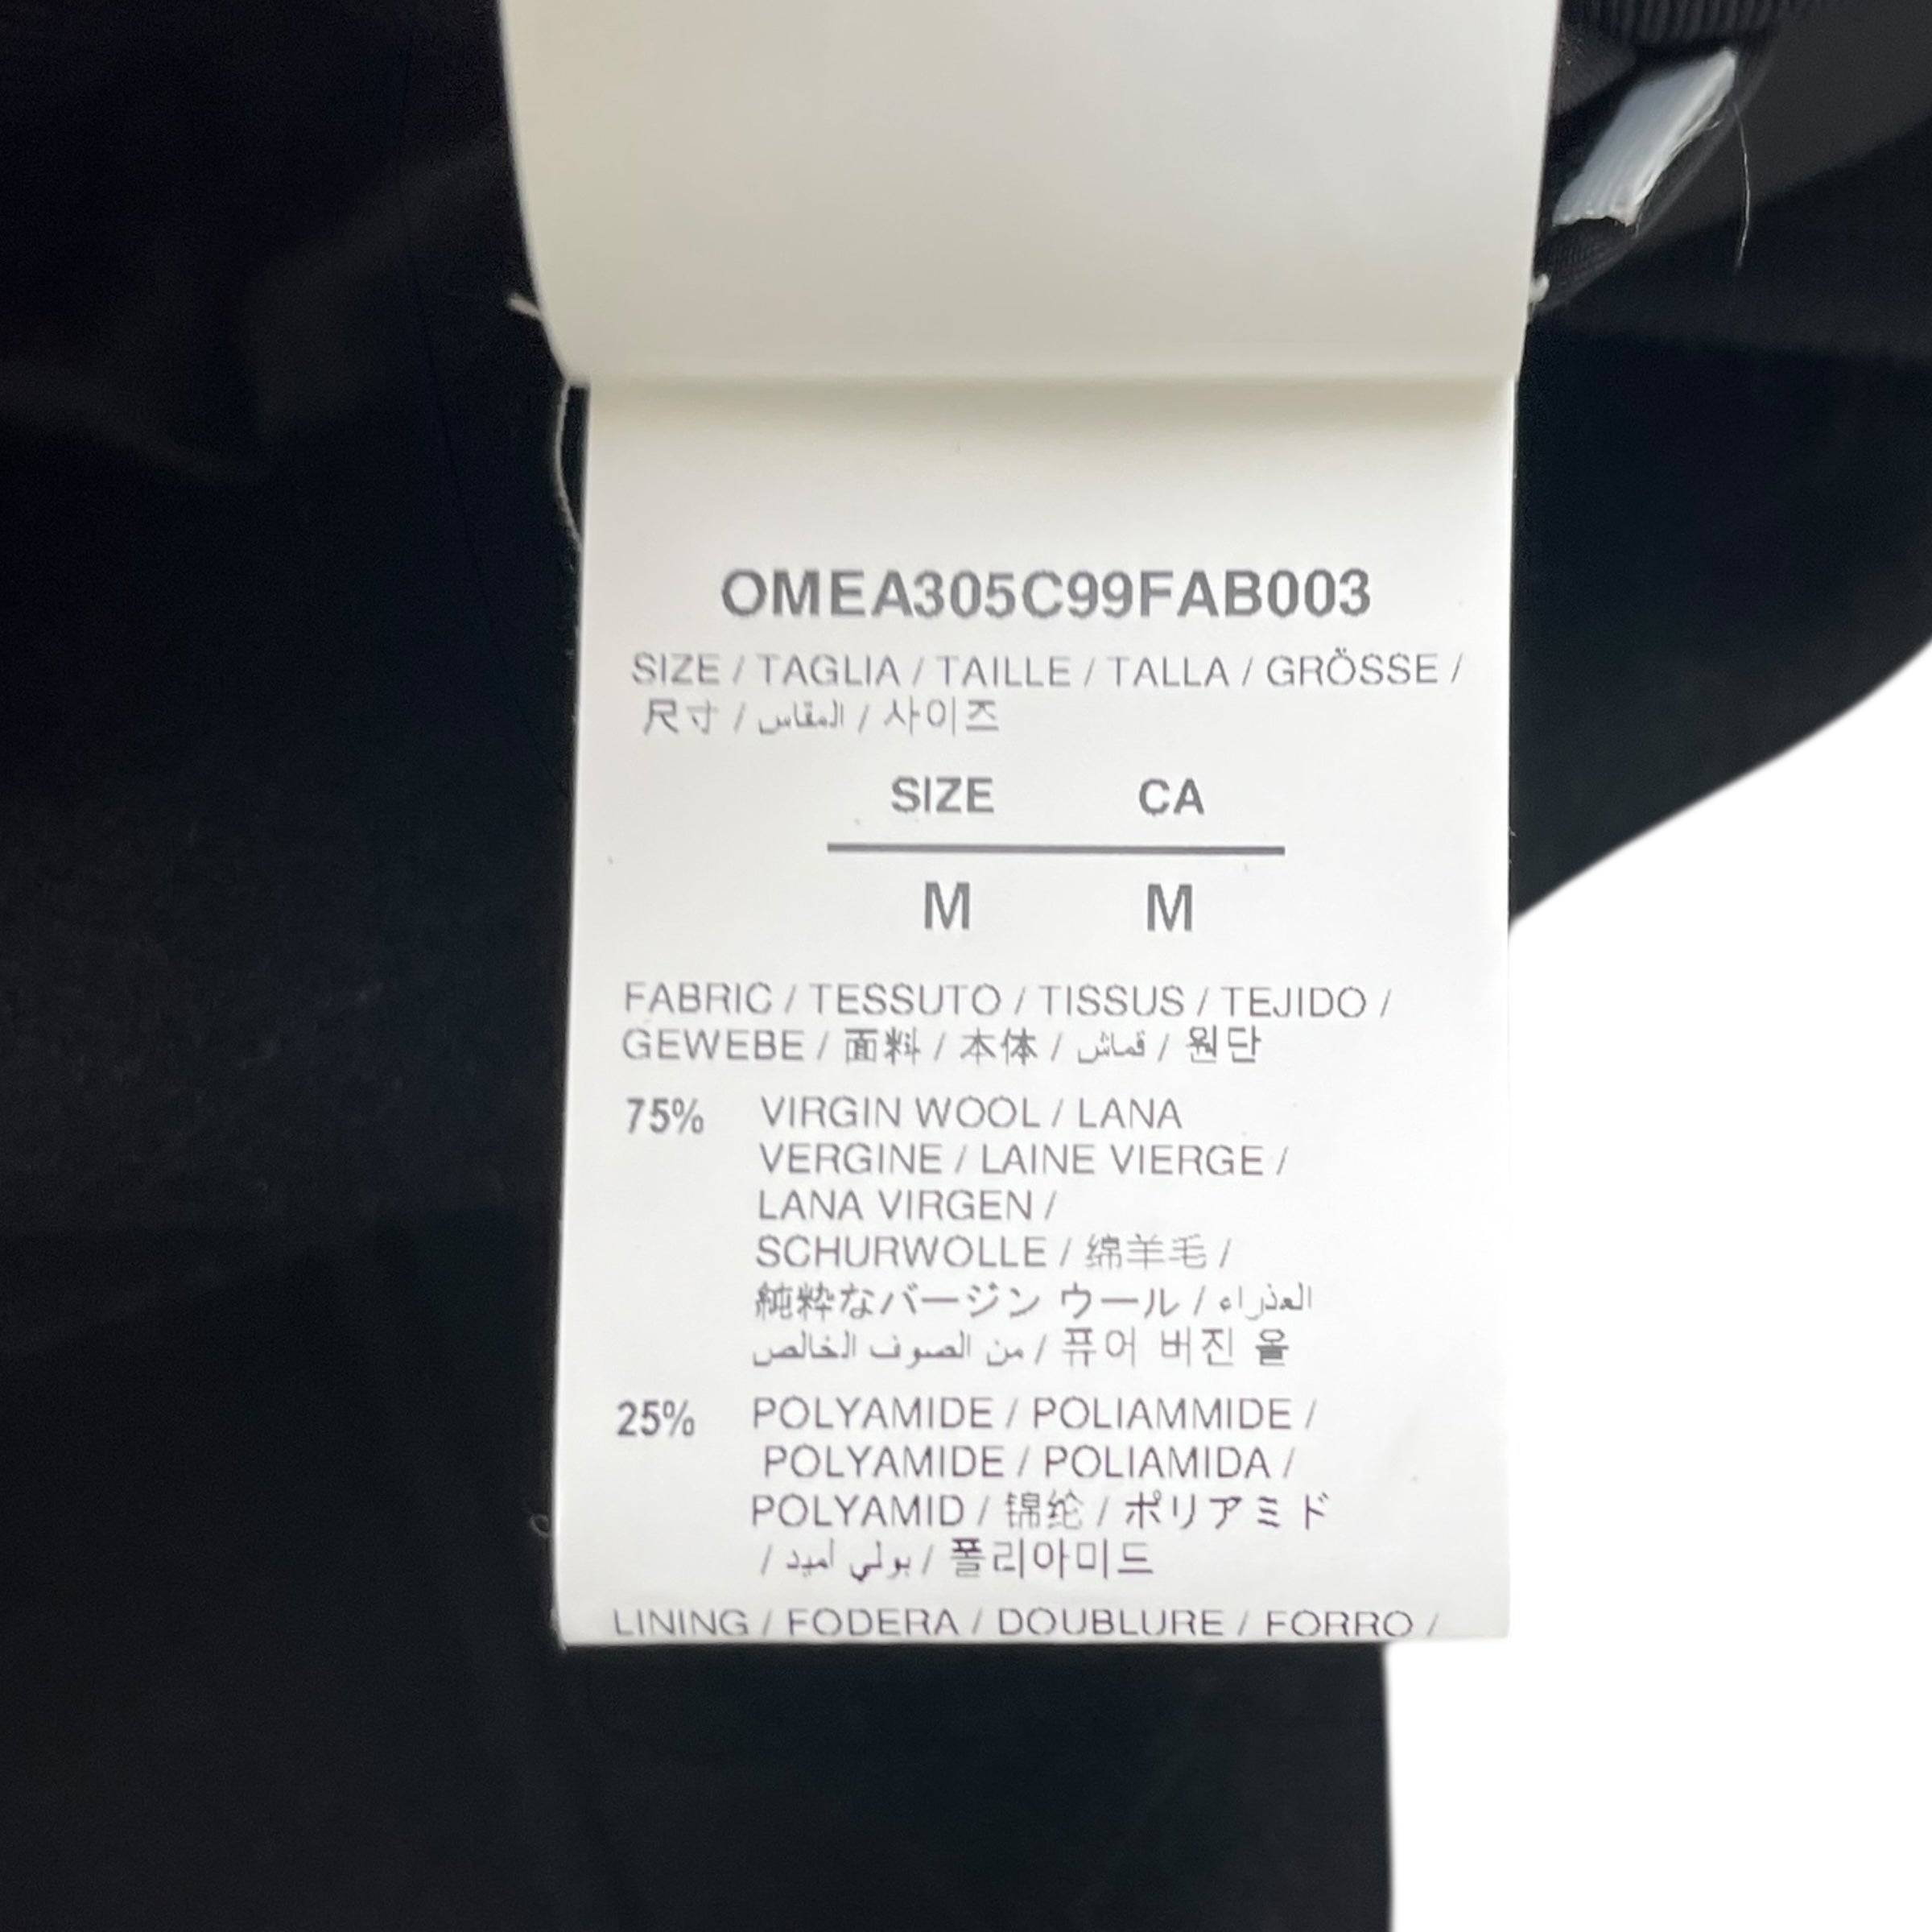 OMEA305C99FAB003
SIZE / TAGLIA / TAILLE / TALLA / GRÖSSE /
尺寸 / المقاس / 사이즈
SIZE CA
M M
FABRIC / TESSUTO / TISSUS / TEJIDO /
GEWEBE / 面料 / 本体 / قماش / 원단
75% VIRGIN WOOL / LANA
VERGINE / LAINE VIERGE /
LANA VIRGEN /
SCHURWOLLE / 绵羊毛 /
純粋なバージン ウール / العذراء
من الصوف الخالص / 퓨어 버진 울
25% POLYAMIDE / POLIAMMIDE /
POLYAMIDE / POLIAMIDA /
POLYAMID / 锦纶 / ポリアミド
/ بولي أميد / 폴리아미드
LINING / FODERA / DOUBLURE / FORRO /